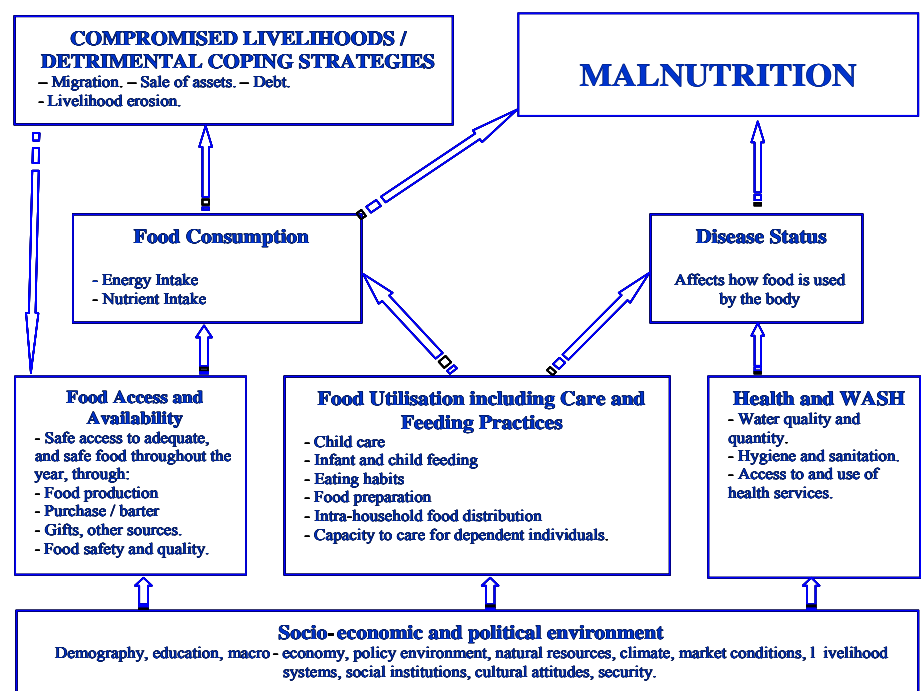 COMPROMISED LIVELIHOODS /
DETRIMENTAL COPING STRATEGIES
– Migration. – Sale of assets. – Debt.
- Livelihood erosion.
MALNUTRITION
Food Consumption
- Energy Intake
- Nutrient Intake
Disease Status
Affects how food is used
by the body
Food Access and
Availability
- Safe access to adequate,
and safe food throughout the
year, through:
- Food production
- Purchase / barter
- Gifts, other sources.
- Food safety and quality.
Food Utilisation including Care and
Feeding Practices
- Child care
- Infant and child feeding
- Eating habits
- Food preparation
- Intra-household food distribution
- Capacity to care for dependent individuals.
Health and WASH
- Water quality and
quantity.
- Hygiene and sanitation.
- Access to and use of
health services.
Socio-economic and political environment
Demography, education, macro - economy, policy environment, natural resources, climate, market conditions, l ivelihood
systems, social institutions, cultural attitudes, security.